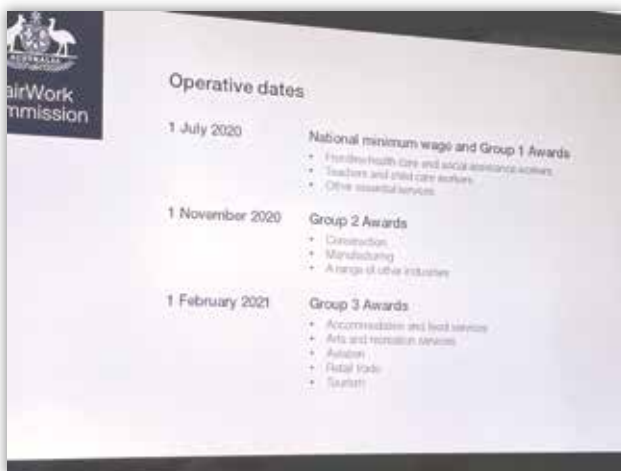 AUSTRALIA
airWork
mmission
Operative dates
1 July 2020
National minimum wage and Group 1 Awards
• Frontline health care and social assistance workers
• Teachers and child care workers
• Other essential services
1 November 2020
Group 2 Awards
• Construction
• Manufacturing
• A range of other industries
1 February 2021
Group 3 Awards
• Accommodation and food services
• Arts and recreation services
• Aviation
• Retail trade
• Tourism